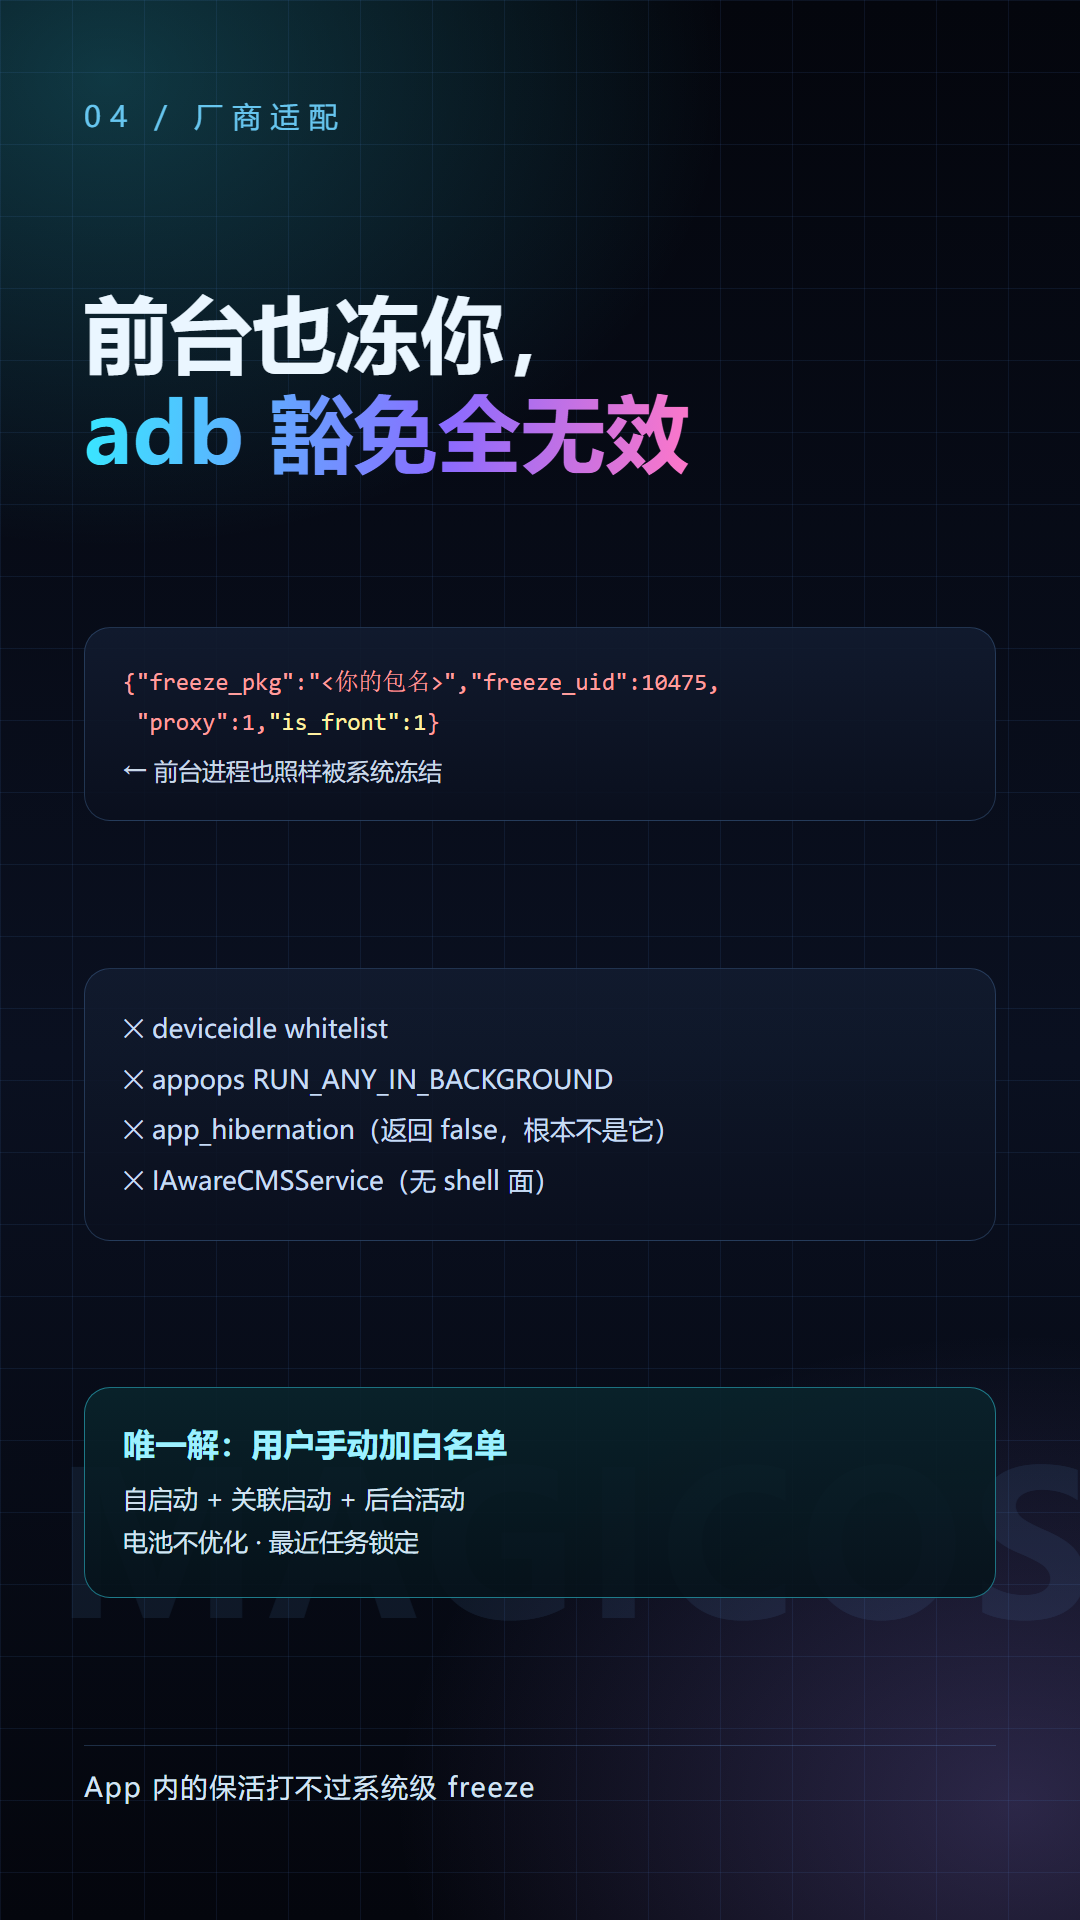 04 / 厂商适配
前台也冻你，
adb 豁免全无效
{"freeze_pkg":"<你的包名>","freeze_uid":10475,
"proxy":1,"is_front":1}
← 前台进程也照样被系统冻结
× deviceidle whitelist
× appops RUN_ANY_IN_BACKGROUND
× app_hibernation（返回 false，根本不是它）
× IAwareCMSService（无 shell 面）
唯一解：用户手动加白名单
自启动 + 关联启动 + 后台活动
电池不优化 · 最近任务锁定
MAGICOS
App 内的保活打不过系统级 freeze